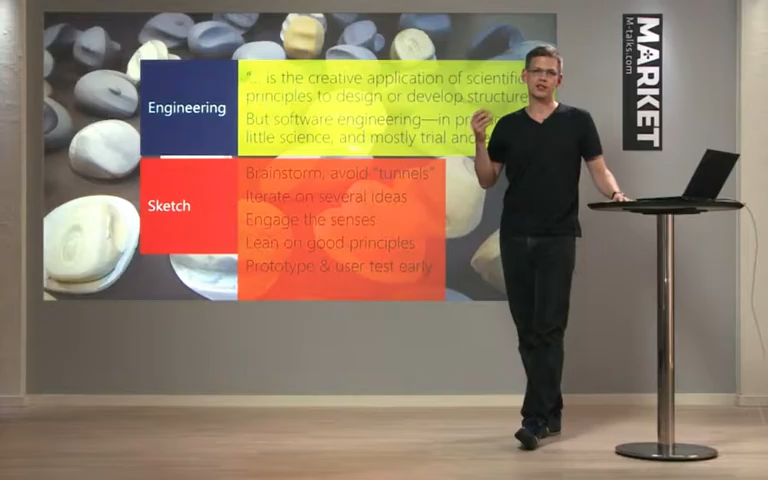 Engineering
"... is the creative application of scientific
principles to design or develop structure
But software engineering—in
little science, and mostly trial and
Sketch
Brainstorm, avoid "tunnels"
Iterate on several ideas
Engage the senses
Lean on good principles
Prototype & user test early
MARKET
M-talks.com